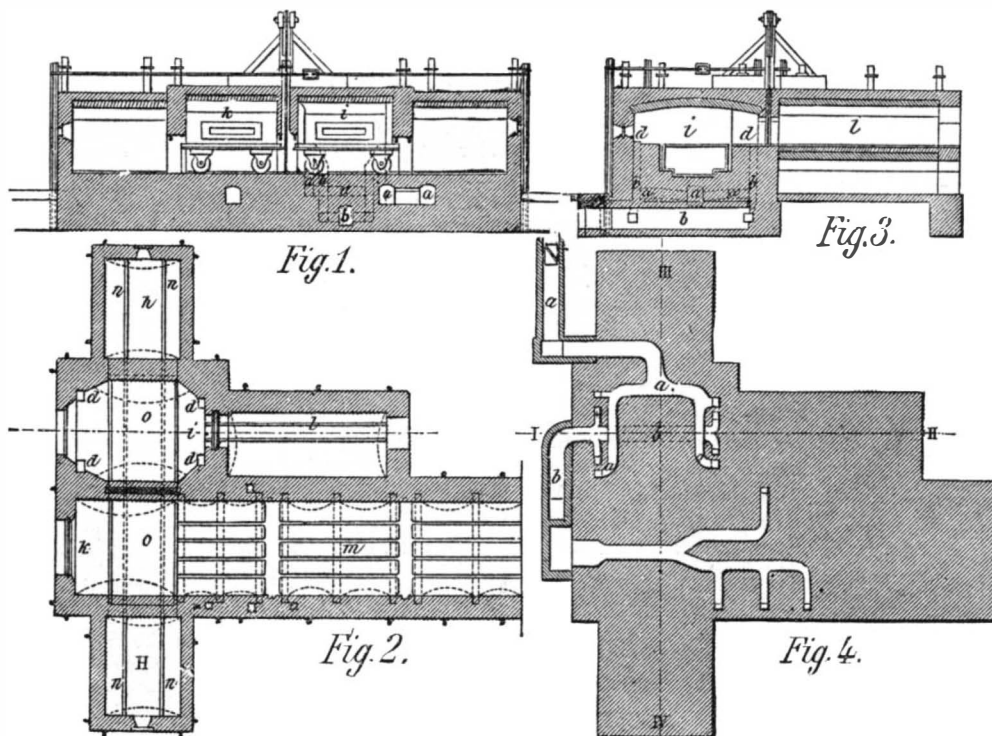 k i
n
a b a a
b
Fig. 1.
d i d l
a a x
b
Fig. 3.
n h n
d d
o i l
d d
k o m
H
n n
Fig. 2.
III
a
a
I b II
a
b
Fig. 4.
IV